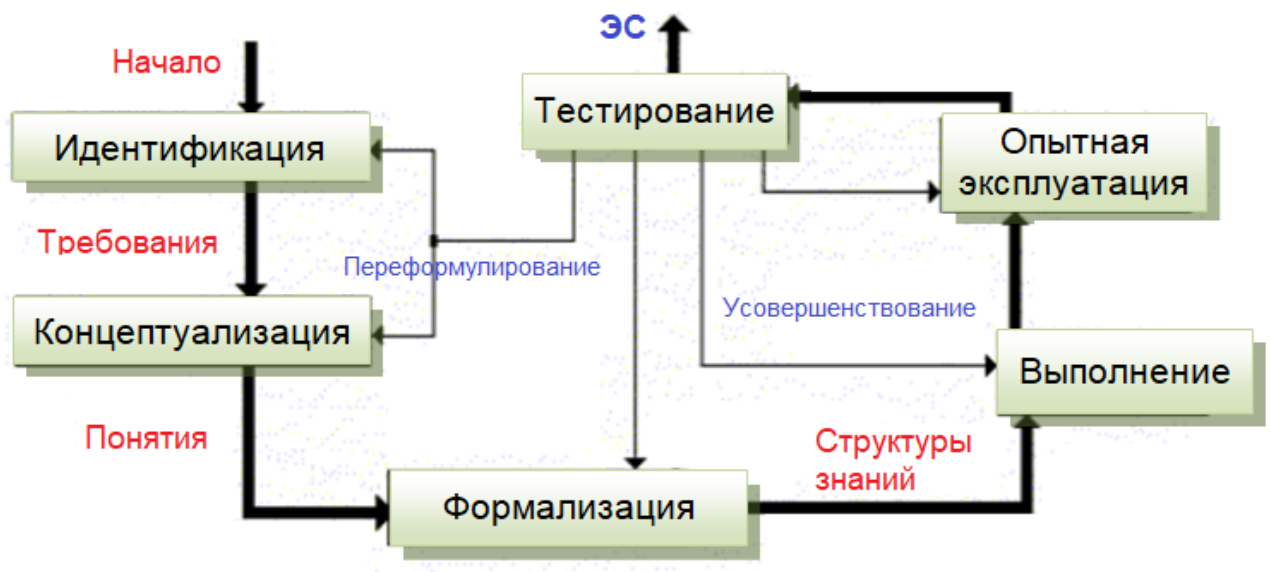 ЭС
Начало
Тестирование
Идентификация
Опытная
эксплуатация
Требования
Переформулирование
Усовершенствование
Концептуализация
Выполнение
Понятия
Структуры
знаний
Формализация